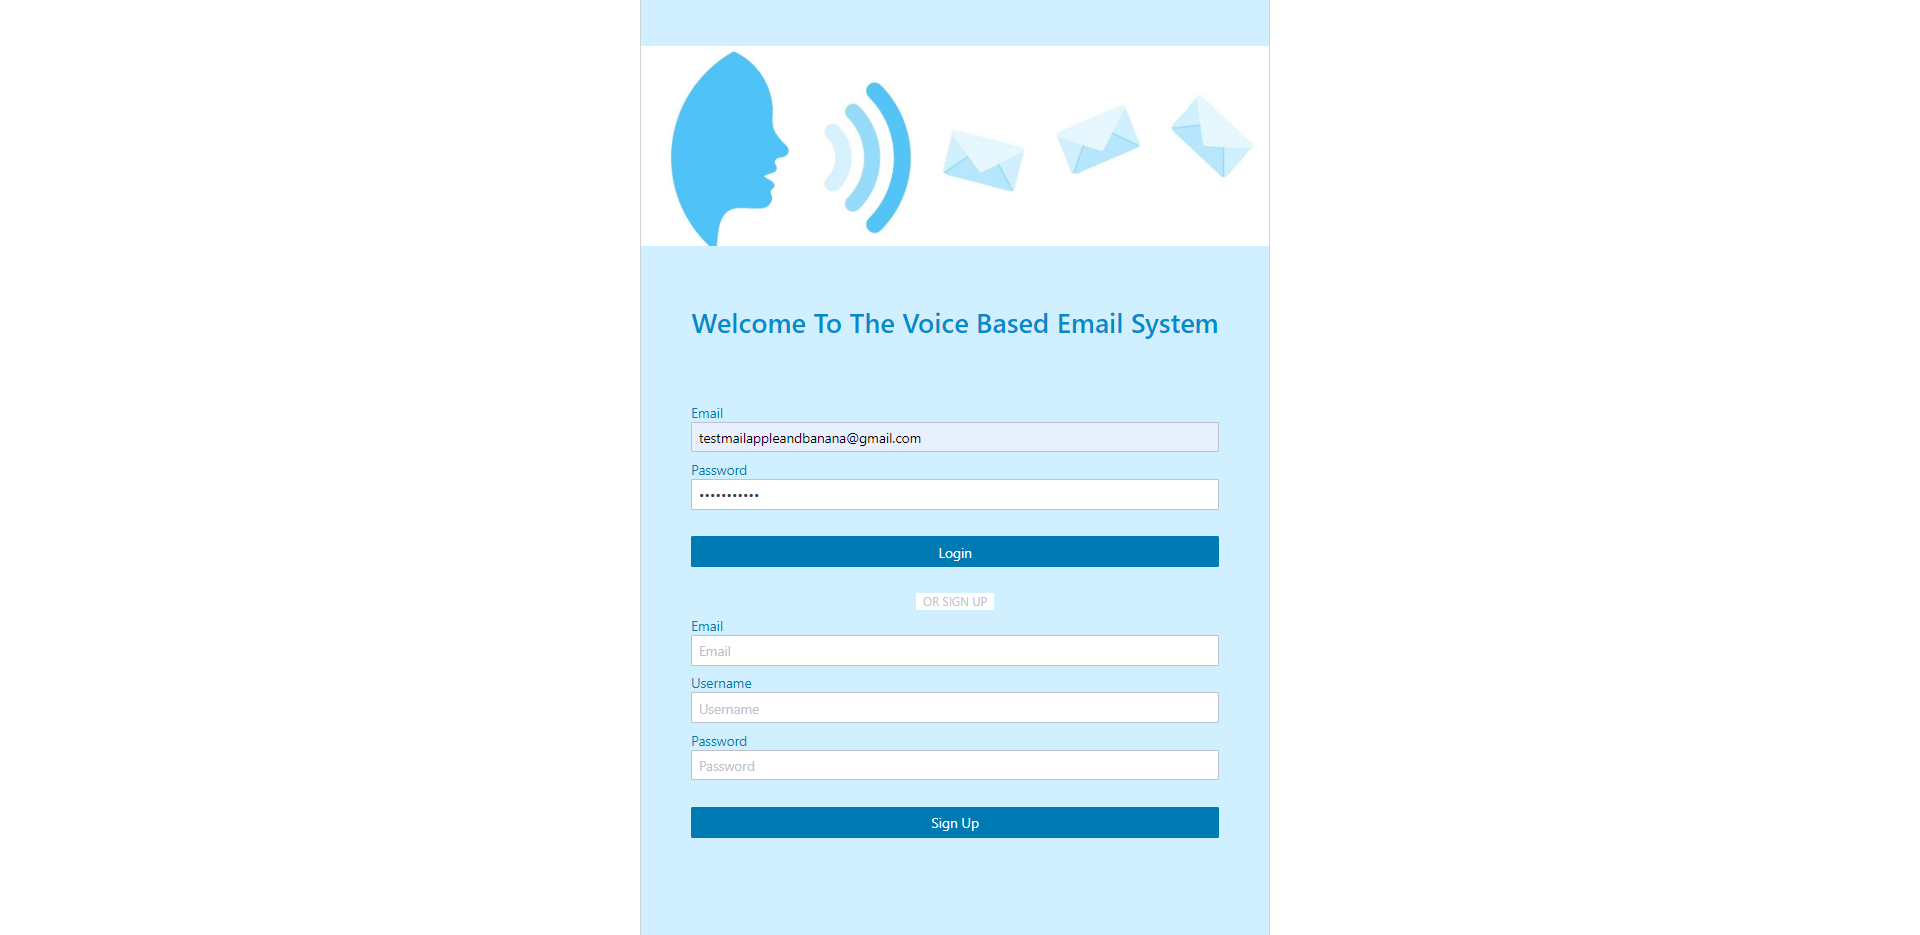 Welcome To The Voice Based Email System
Email
testmailappleandbanana@gmail.com
Password
•••••••••••
Login
OR SIGN UP
Email
Email
Username
Username
Password
Password
Sign Up